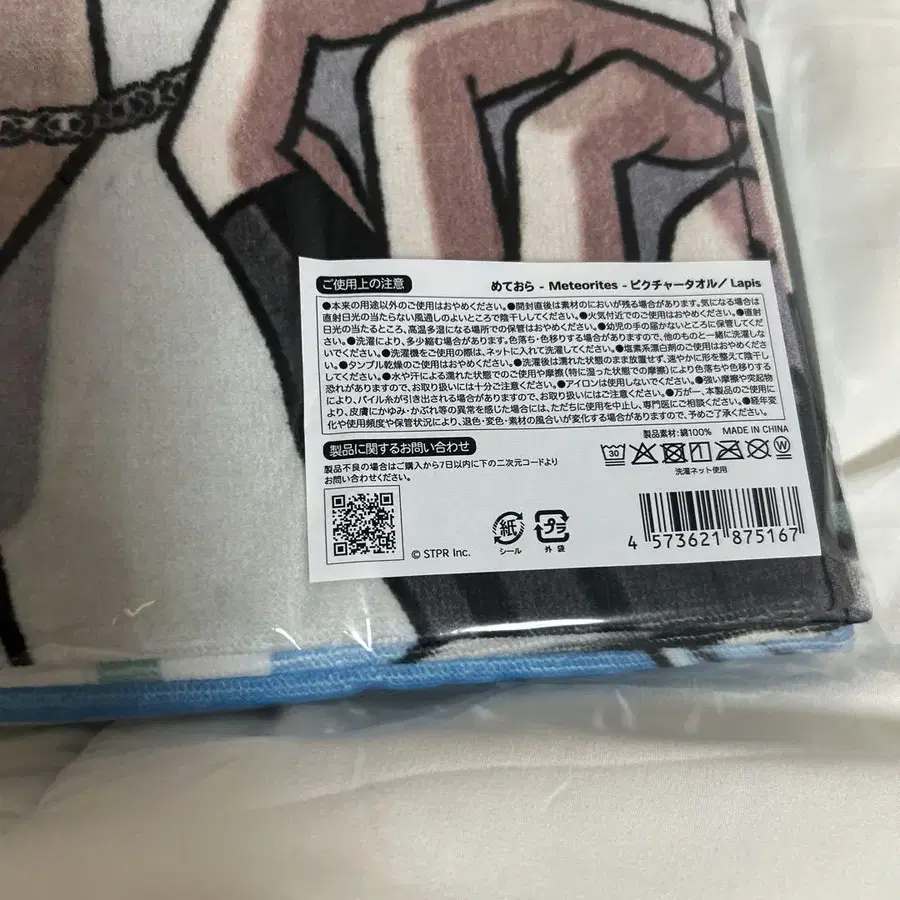 ご使用上の注意
めておら - Meteorites - ピクチャータオル／Lapis
●本来の用途以外のご使用はおやめください。●開封直後は素材のにおいが残る場合があります。気になる場合は
直射日光の当たらない風通しのよいところで陰干ししてください。●火気付近でのご使用はおやめください。●直射
日光の当たるところ、高温多湿になる場所での保管はおやめください。●幼児の手の届かないところに保管してくだ
さい。●洗濯により、多少縮む場合があります。色落ち・色移りする場合がありますので、他のものと一緒に洗濯しな
いでください。●洗濯機をご使用の際は、ネットに入れて洗濯してください。●塩素系漂白剤のご使用はおやめくださ
い。●タンブル乾燥のご使用はおやめください。●洗濯後は濡れた状態のまま放置せず、速やかに形を整えて陰干し
してください。●水や汗による濡れた状態でのご使用や摩擦(特に湿った状態での摩擦)により色落ちや色移りする
恐れがありますので、お取り扱いには十分ご注意ください。●アイロンは使用しないでください。●強い摩擦や突起物
により、パイル糸が引き出される場合がありますので、お取り扱いにはご注意ください。●万が一、本製品のご使用に
より、皮膚にかゆみ・かぶれ等の異常を感じた場合には、ただちに使用を中止し、専門医にご相談ください。●経年変
化や使用頻度や保管状況により、退色・変色・素材の風合いが変化する場合がありますので、予めご了承ください。
製品素材:綿100% MADE IN CHINA
製品に関するお問い合わせ
製品不良の場合はご購入から7日以内に下の二次元コードより
お問い合わせください。
30
W
洗濯ネット使用
© STPR Inc.
紙
シール
プラ
外袋
4 573621 875167